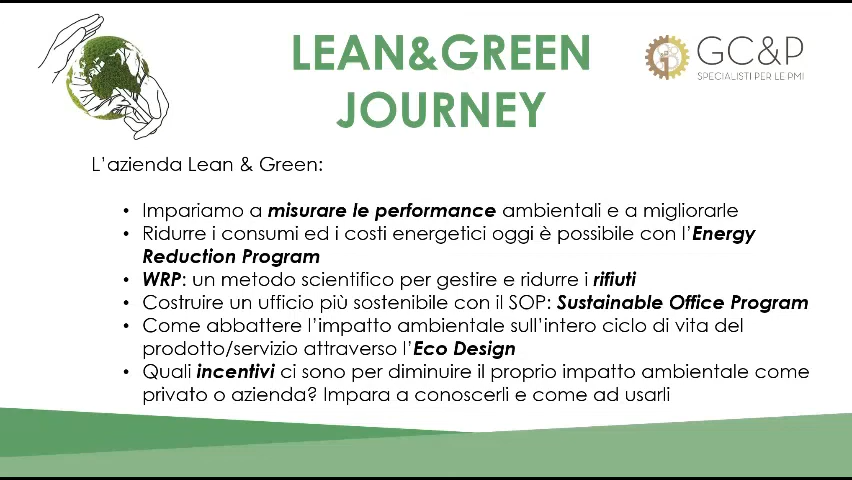 LEAN&GREEN
JOURNEY
GC&P
SPECIALISTI PER LE PMI
L'azienda Lean & Green:
• Impariamo a misurare le performance ambientali e a migliorarle
• Ridurre i consumi ed i costi energetici oggi è possibile con l'Energy
Reduction Program
• WRP: un metodo scientifico per gestire e ridurre i rifiuti
• Costruire un ufficio più sostenibile con il SOP: Sustainable Office Program
• Come abbattere l'impatto ambientale sull'intero ciclo di vita del
prodotto/servizio attraverso l'Eco Design
• Quali incentivi ci sono per diminuire il proprio impatto ambientale come
privato o azienda? Impara a conoscerli e come ad usarli